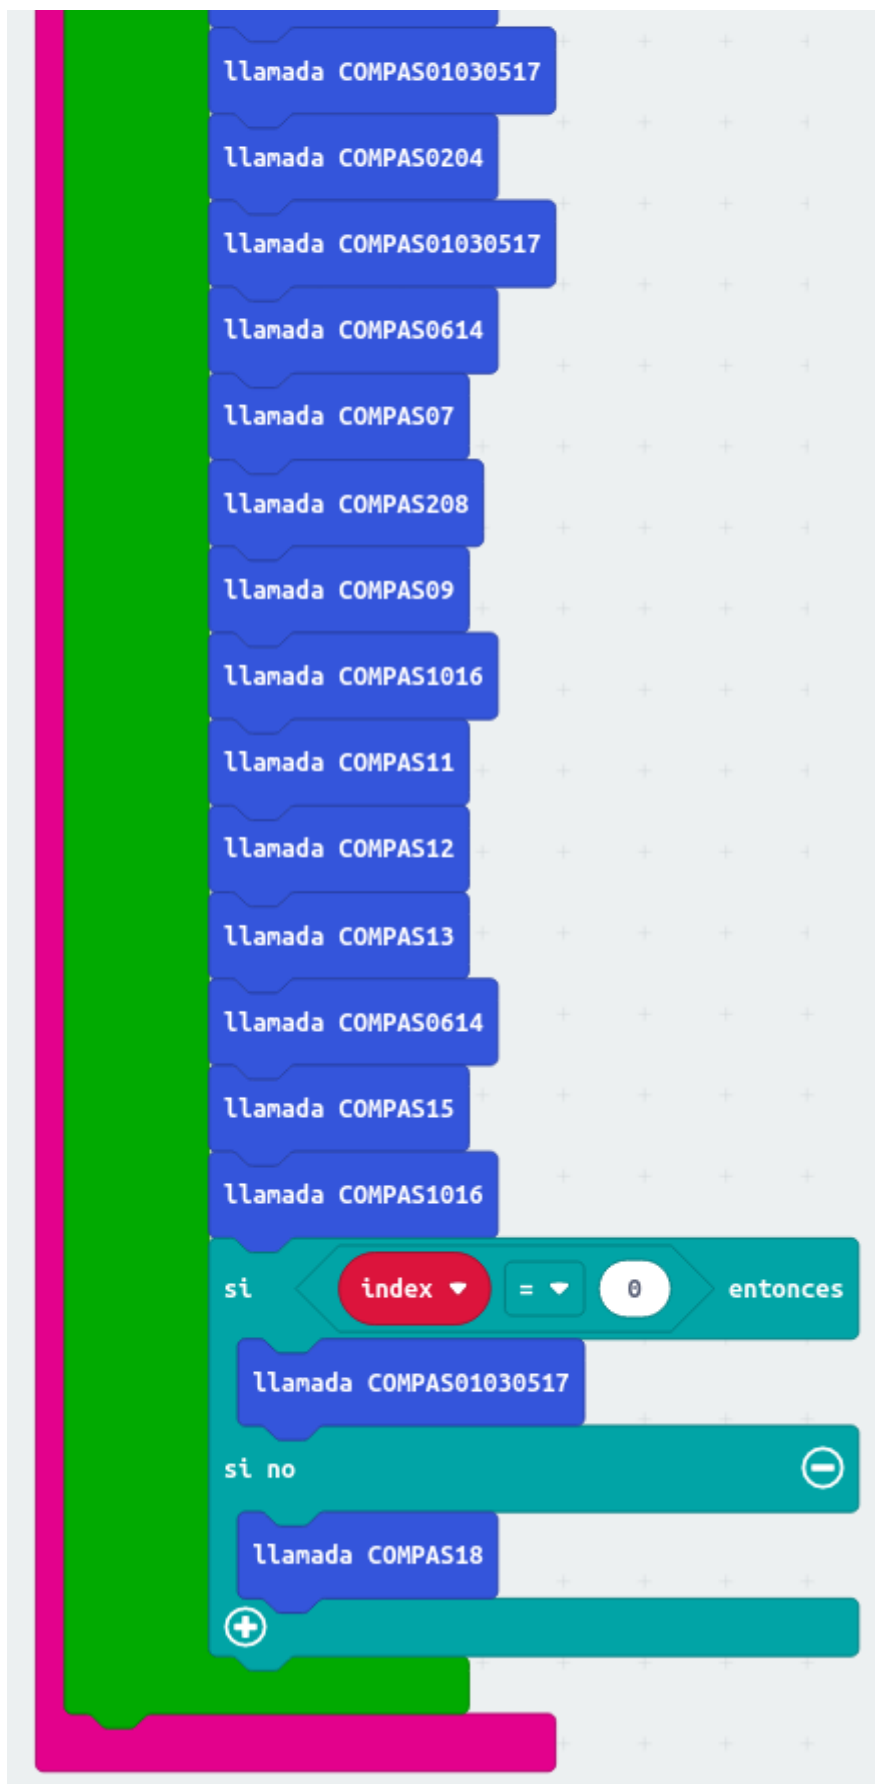 llamada COMPAS01030517
llamada COMPAS0204
llamada COMPAS01030517
llamada COMPAS0614
llamada COMPAS07
llamada COMPAS208
llamada COMPAS09
llamada COMPAS1016
llamada COMPAS11
llamada COMPAS12
llamada COMPAS13
llamada COMPAS0614
llamada COMPAS15
llamada COMPAS1016
si index = 0 entonces
llamada COMPAS01030517
si no
llamada COMPAS18